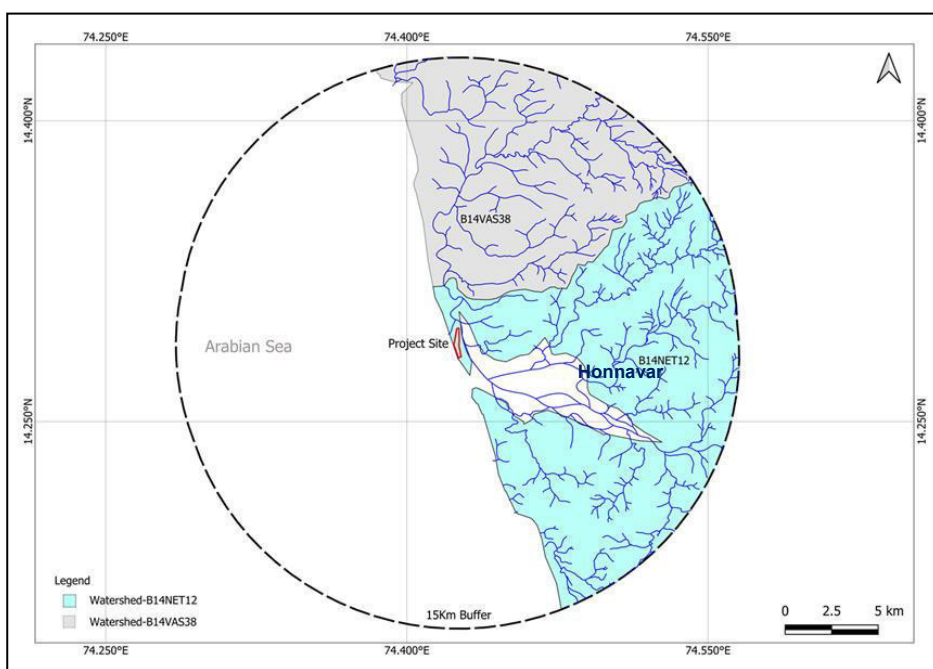 74.250°E 74.400°E 74.550°E
14.400°N 14.400°N
B14VAS38
Project Site
Arabian Sea
B14NET12
Honnavar
14.250°N 14.250°N
Legend
Watershed-B14NET12
Watershed-B14VAS38
15Km Buffer
0 2.5 5 km
74.250°E 74.400°E 74.550°E